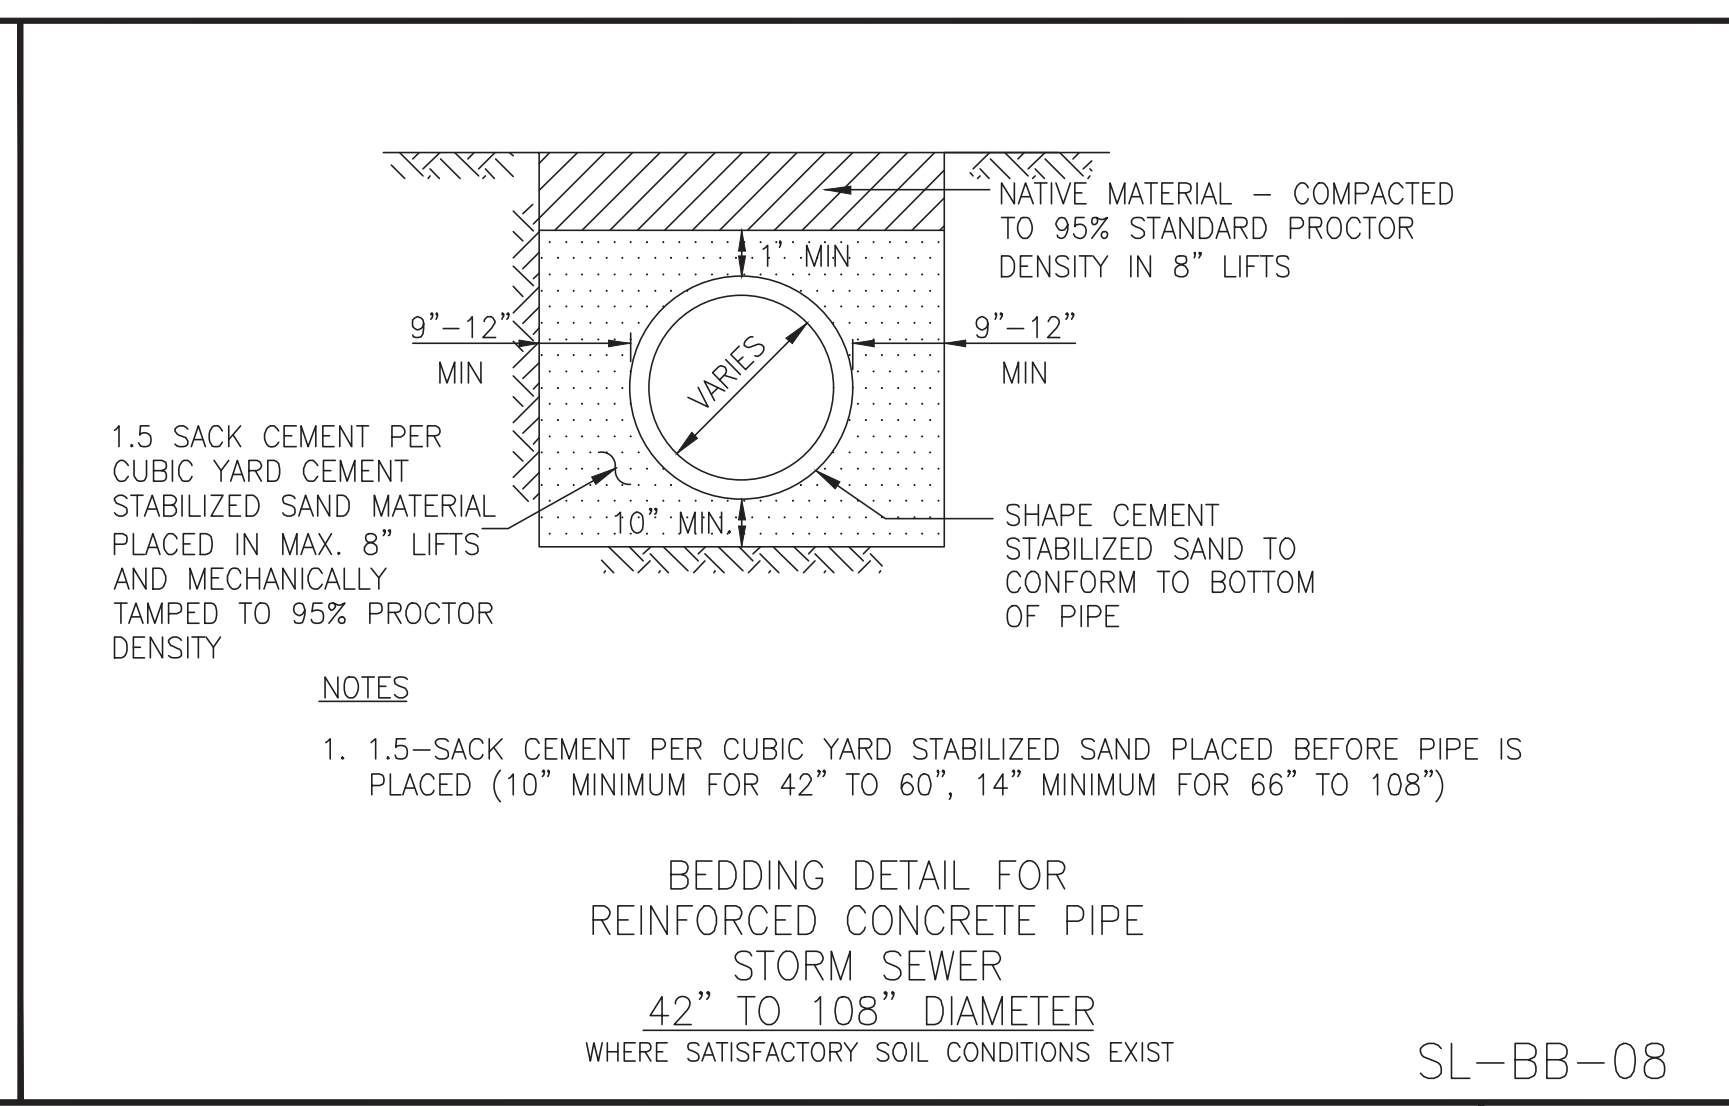 NATIVE MATERIAL – COMPACTED
TO 95% STANDARD PROCTOR
DENSITY IN 8” LIFTS
1’ MIN
9”–12”
MIN
9”–12”
MIN
VARIES
1.5 SACK CEMENT PER
CUBIC YARD CEMENT
STABILIZED SAND MATERIAL
PLACED IN MAX. 8” LIFTS
AND MECHANICALLY
TAMPED TO 95% PROCTOR
DENSITY
10” MIN.
SHAPE CEMENT
STABILIZED SAND TO
CONFORM TO BOTTOM
OF PIPE
NOTES
1. 1.5–SACK CEMENT PER CUBIC YARD STABILIZED SAND PLACED BEFORE PIPE IS
PLACED (10” MINIMUM FOR 42” TO 60”, 14” MINIMUM FOR 66” TO 108”)
BEDDING DETAIL FOR
REINFORCED CONCRETE PIPE
STORM SEWER
42” TO 108” DIAMETER
WHERE SATISFACTORY SOIL CONDITIONS EXIST
SL–BB–08